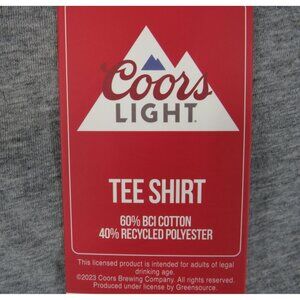 Coors
LIGHT
TEE SHIRT
60% BCI COTTON
40% RECYCLED POLYESTER
This licensed product is intended for adults of legal
drinking age.
©2023 Coors Brewing Company. All rights reserved.
Produced under license by Greensource.